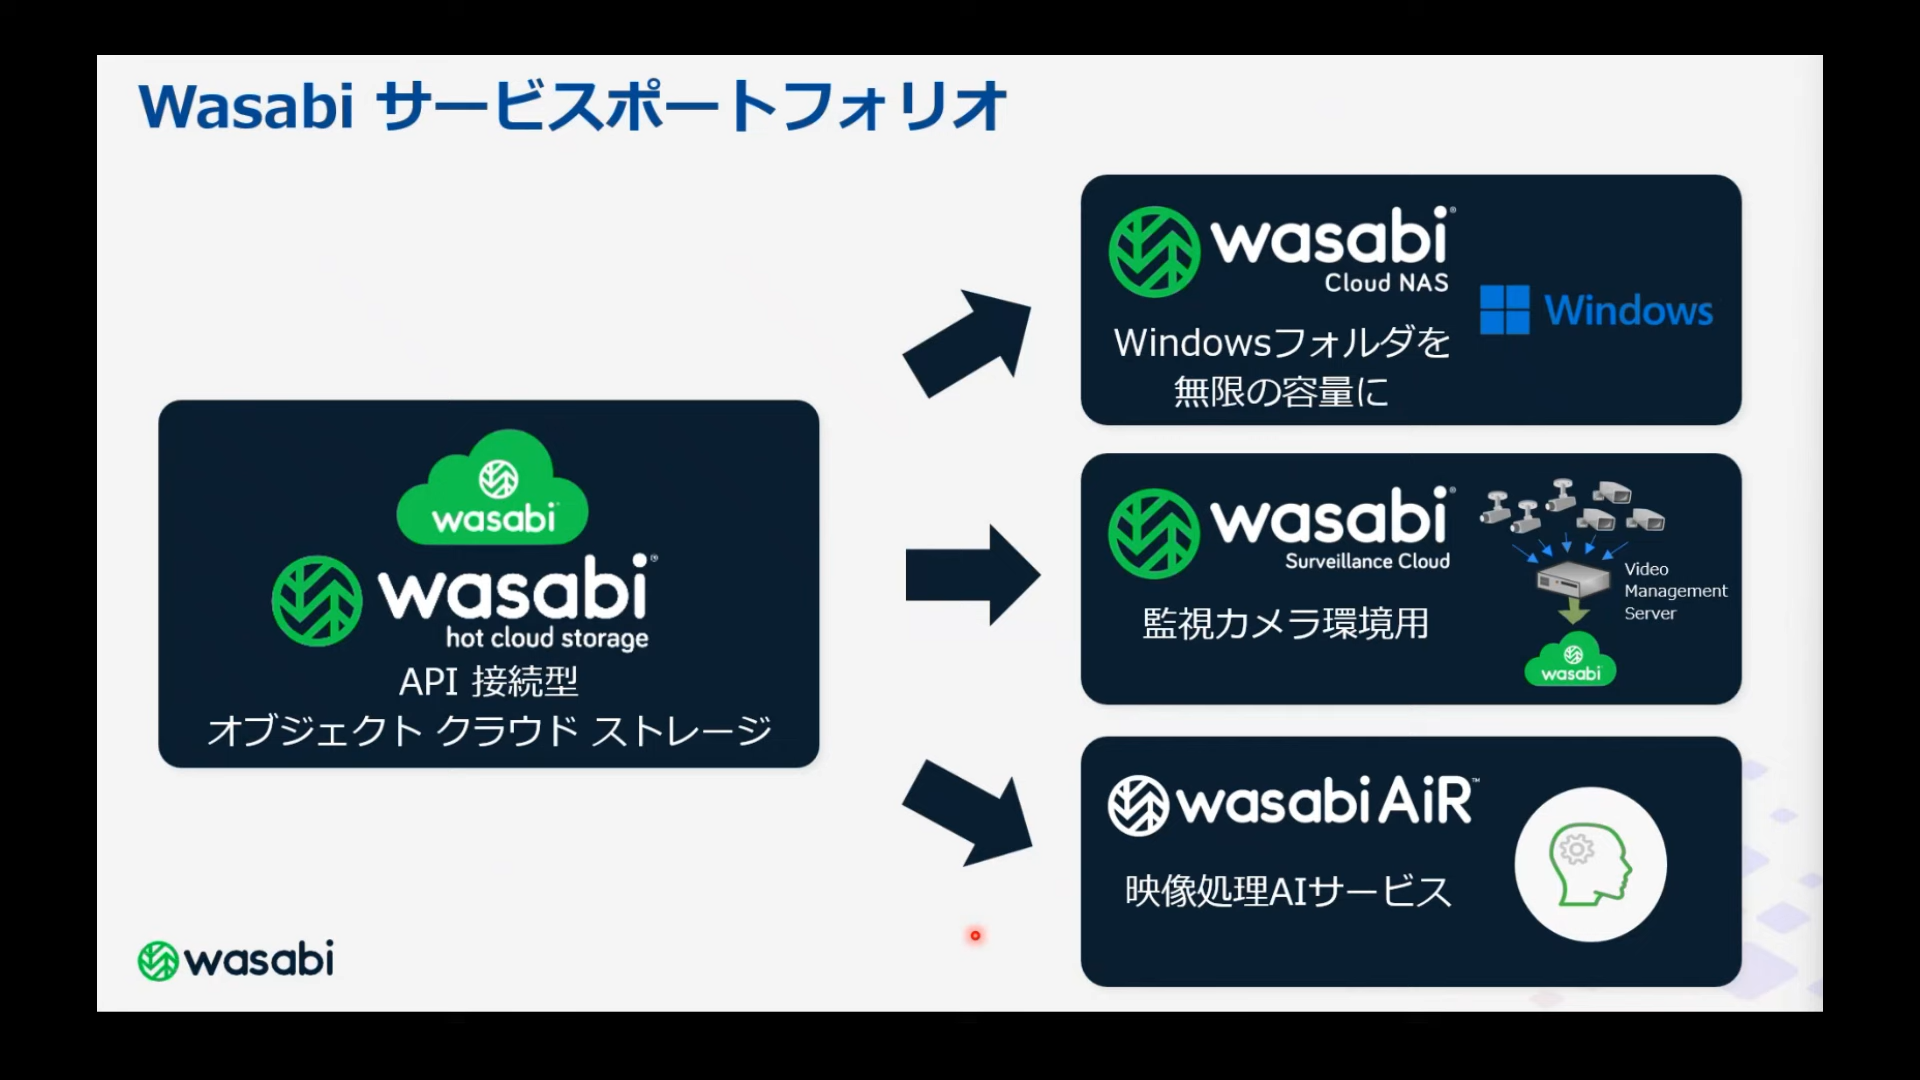 Wasabi サービスポートフォリオ
wasabi
wasabi
hot cloud storage
API 接続型
オブジェクト クラウド ストレージ
wasabi
Cloud NAS
Windowsフォルダを
無限の容量に
Windows
wasabi
Surveillance Cloud
監視カメラ環境用
Video
Management
Server
wasabi
wasabi AiR™
映像処理AIサービス
wasabi